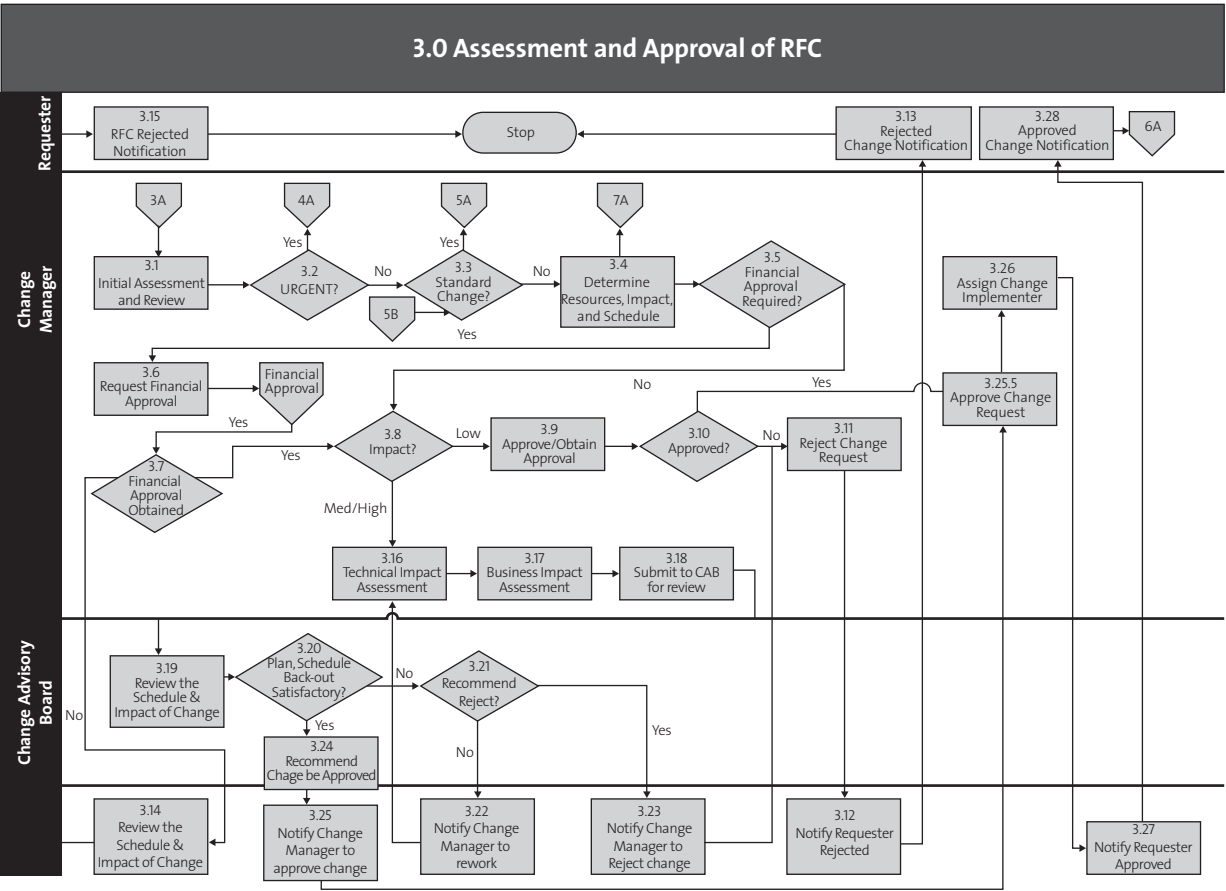 3.0 Assessment and Approval of RFC
Requester
3.15
RFC Rejected
Notification
Stop
3.13
Rejected
Change Notification
3.28
Approved
Change Notification
6A
Change
Manager
3A
4A
5A
7A
Yes
Yes
3.1
Initial Assessment
and Review
3.2
URGENT?
No
3.3
Standard
Change?
No
3.4
Determine
Resources, Impact,
and Schedule
3.5
Financial
Approval
Required?
3.26
Assign Change
Implementer
5B
Yes
3.6
Request Financial
Approval
Financial
Approval
No
Yes
3.25.5
Approve Change
Request
Yes
Yes
3.7
Financial
Approval
Obtained
3.8
Impact?
Low
3.9
Approve/Obtain
Approval
3.10
Approved?
No
3.11
Reject Change
Request
Med/High
3.16
Technical Impact
Assessment
3.17
Business Impact
Assessment
3.18
Submit to CAB
for review
Change Advisory
Board
No
3.19
Review the
Schedule &
Impact of Change
3.20
Plan, Schedule
Back-out
Satisfactory?
No
3.21
Recommend
Reject?
Yes
Yes
No
3.24
Recommend
Chage be Approved
3.14
Review the
Schedule &
Impact of Change
3.25
Notify Change
Manager to
approve change
3.22
Notify Change
Manager to
rework
3.23
Notify Change
Manager to
Reject change
3.12
Notify Requester
Rejected
3.27
Notify Requester
Approved